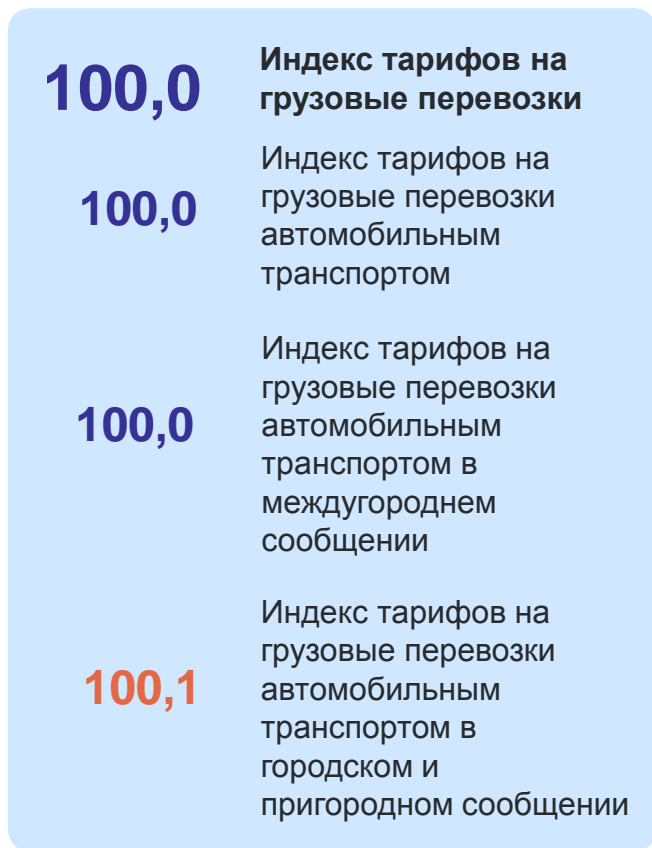 100,0
Индекс тарифов на
грузовые перевозки
100,0
Индекс тарифов на
грузовые перевозки
автомобильным
транспортом
100,0
Индекс тарифов на
грузовые перевозки
автомобильным
транспортом в
междугороднем
сообщении
100,1
Индекс тарифов на
грузовые перевозки
автомобильным
транспортом в
городском и
пригородном сообщении